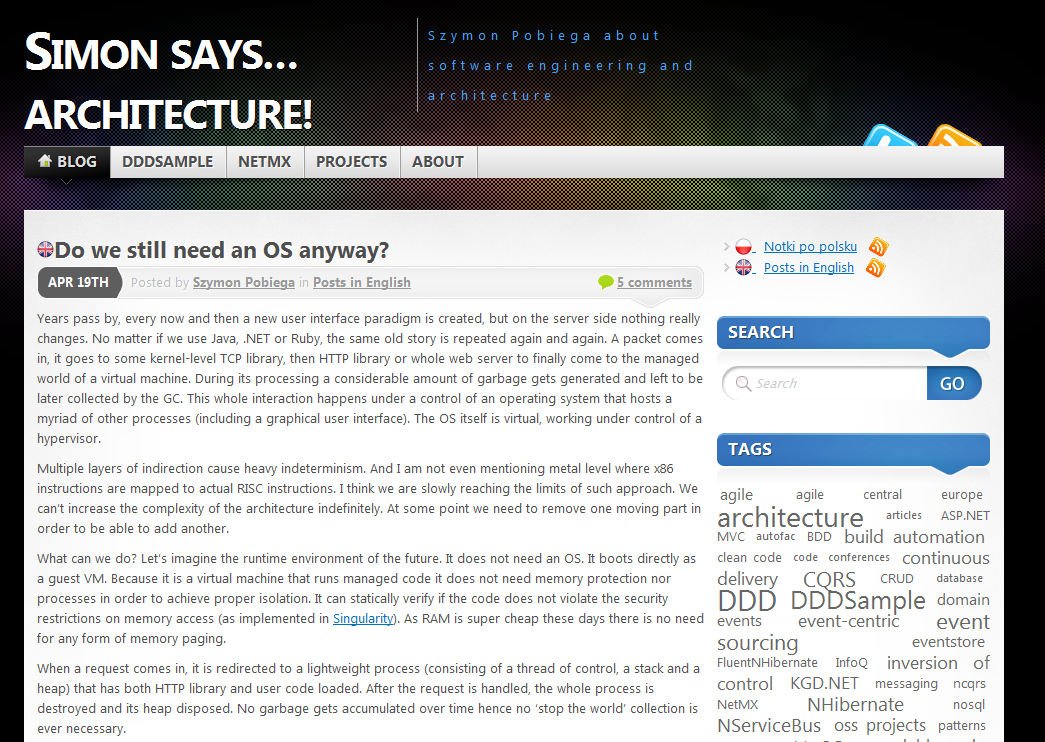 Simon says...
architecture!
Szymon Pobiega about
software engineering and
architecture
BLOG DDDSAMPLE NETMX PROJECTS ABOUT
Do we still need an OS anyway?
APR 19TH Posted by Szymon Pobiega in Posts in English 5 comments
Years pass by, every now and then a new user interface paradigm is created, but on the server side nothing really
changes. No matter if we use Java, .NET or Ruby, the same old story is repeated again and again. A packet comes
in, it goes to some kernel-level TCP library, then HTTP library or whole web server to finally come to the managed
world of a virtual machine. During its processing a considerable amount of garbage gets generated and left to be
later collected by the GC. This whole interaction happens under a control of an operating system that hosts a
myriad of other processes (including a graphical user interface). The OS itself is virtual, working under control of a
hypervisor.
Multiple layers of indirection cause heavy indeterminism. And I am not even mentioning metal level where x86
instructions are mapped to actual RISC instructions. I think we are slowly reaching the limits of such approach. We
can't increase the complexity of the architecture indefinitely. At some point we need to remove one moving part in
order to be able to add another.
What can we do? Let's imagine the runtime environment of the future. It does not need an OS. It boots directly as
a guest VM. Because it is a virtual machine that runs managed code it does not need memory protection nor
processes in order to achieve proper isolation. It can statically verify if the code does not violate the security
restrictions on memory access (as implemented in Singularity). As RAM is super cheap these days there is no need
for any form of memory paging.
When a request comes in, it is redirected to a lightweight process (consisting of a thread of control, a stack and a
heap) that has both HTTP library and user code loaded. After the request is handled, the whole process is
destroyed and its heap disposed. No garbage gets accumulated over time hence no 'stop the world' collection is
ever necessary.
Notki po polsku
Posts in English
SEARCH
Search GO
TAGS
agile agile central europe
architecture articles ASP.NET
MVC autofac BDD build automation
clean code code conferences continuous
delivery CQRS CRUD database
DDD DDDSample domain
events event-centric event
sourcing eventstore
FluentNHibernate InfoQ inversion of
control KGD.NET messaging ncqrs
NetMX NHibernate nosql
NServiceBus oss projects patterns